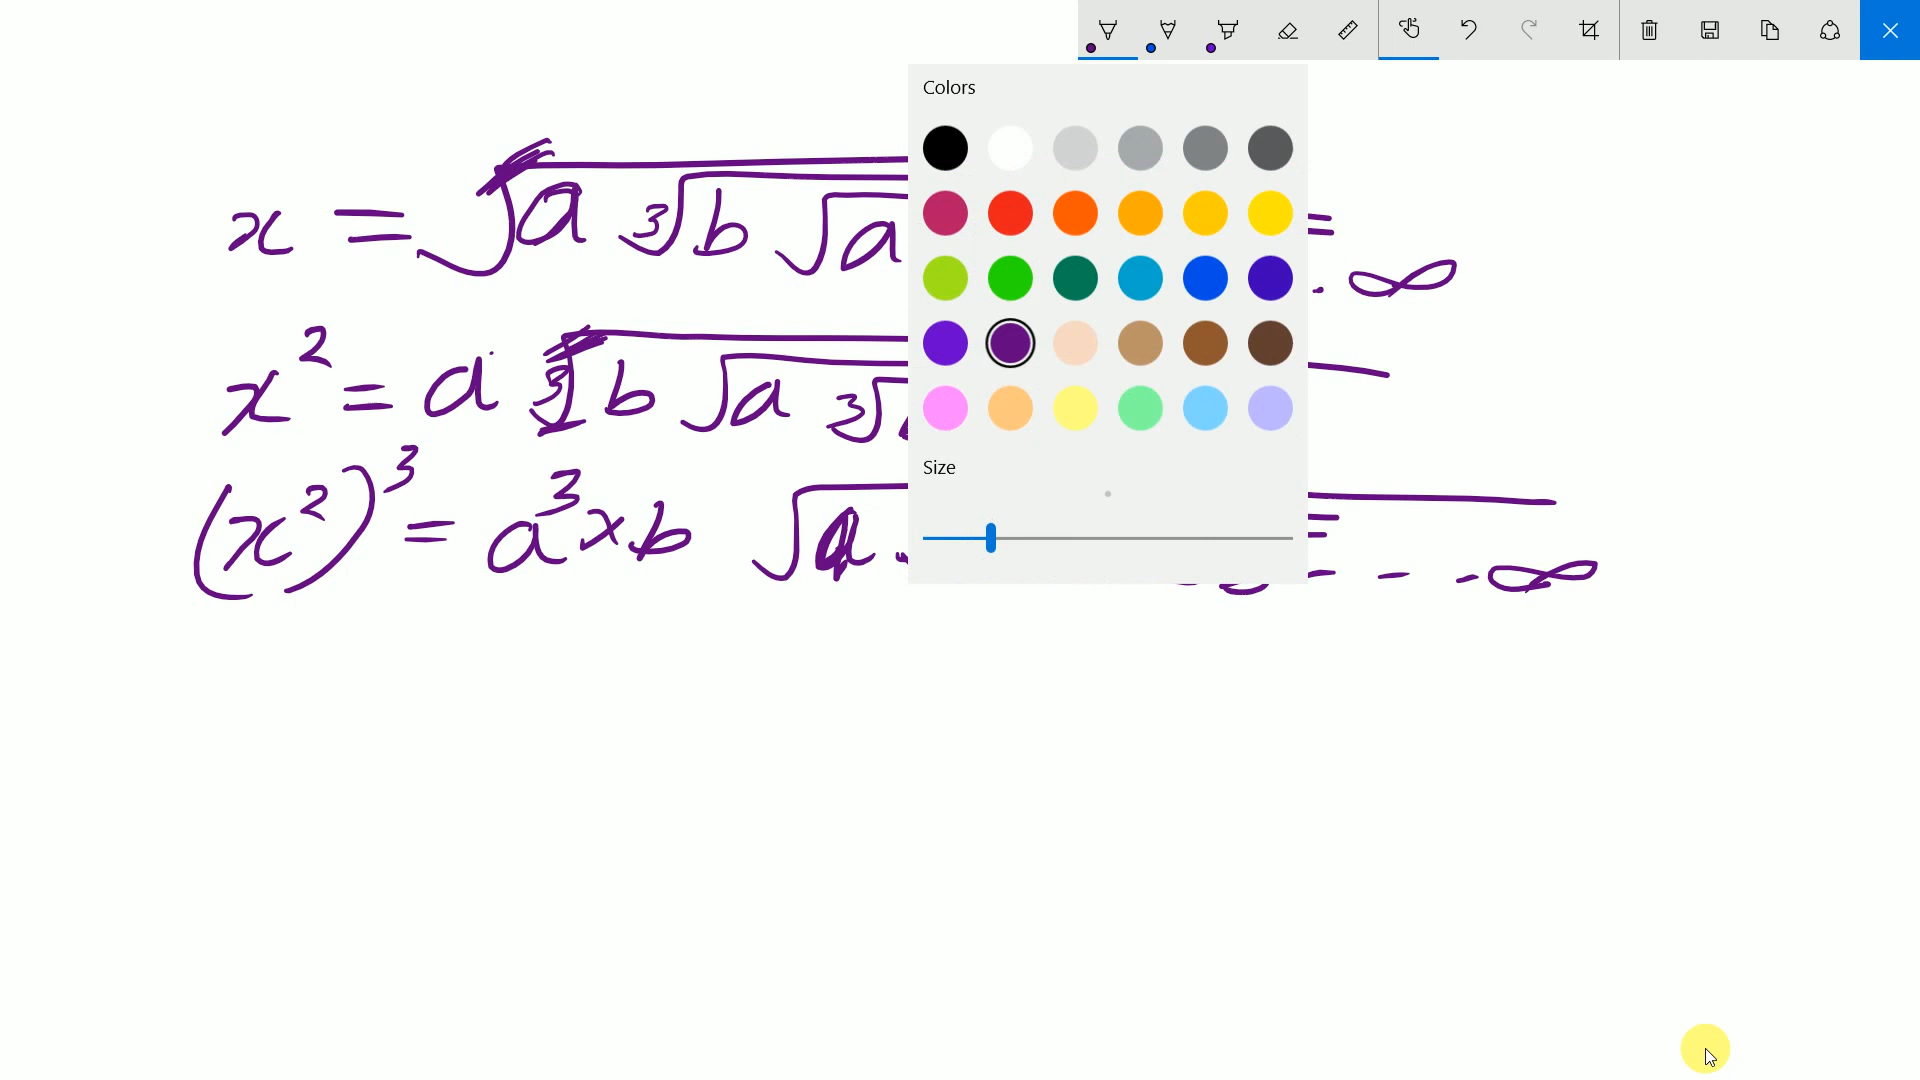 Colors
x = √a ∛b √a = . ∞
x² = a ∛b √a ∛
Size
(x²)³ = a³ × b √a = - - - ∞